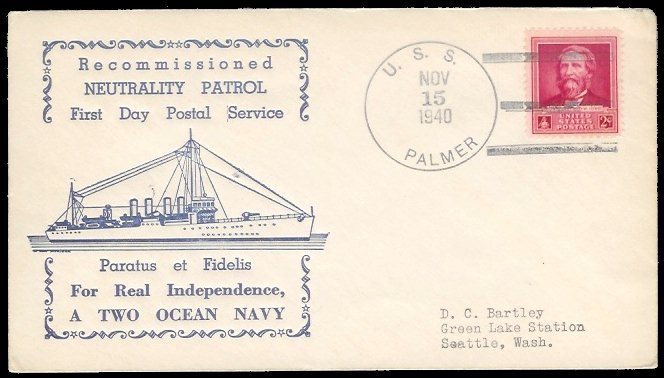 Recommissioned
NEUTRALITY PATROL
First Day Postal Service
Paratus et Fidelis
For Real Independence,
A TWO OCEAN NAVY
U. S. S.
NOV
15
1940
PALMER
UNITED
STATES
POSTAGE
2¢
D. C. Bartley
Green Lake Station
Seattle, Wash.